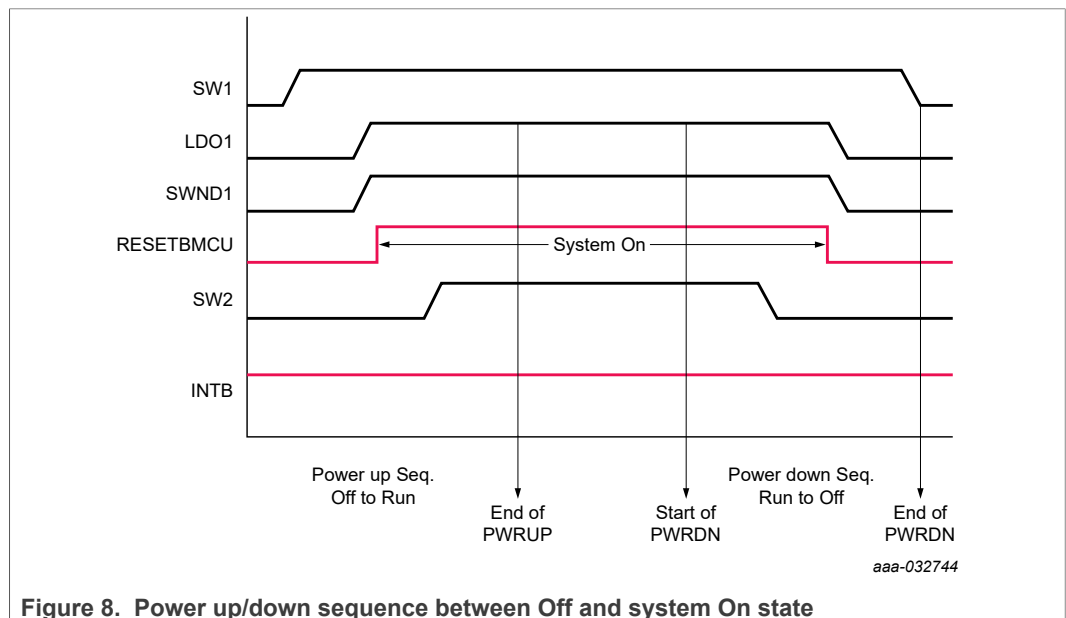 SW1
LDO1
SWND1
RESETBMCU
System On
SW2
INTB
Power up Seq.
Off to Run
End of
PWRUP
Start of
PWRDN
Power down Seq.
Run to Off
End of
PWRDN
aaa-032744
Figure 8. Power up/down sequence between Off and system On state